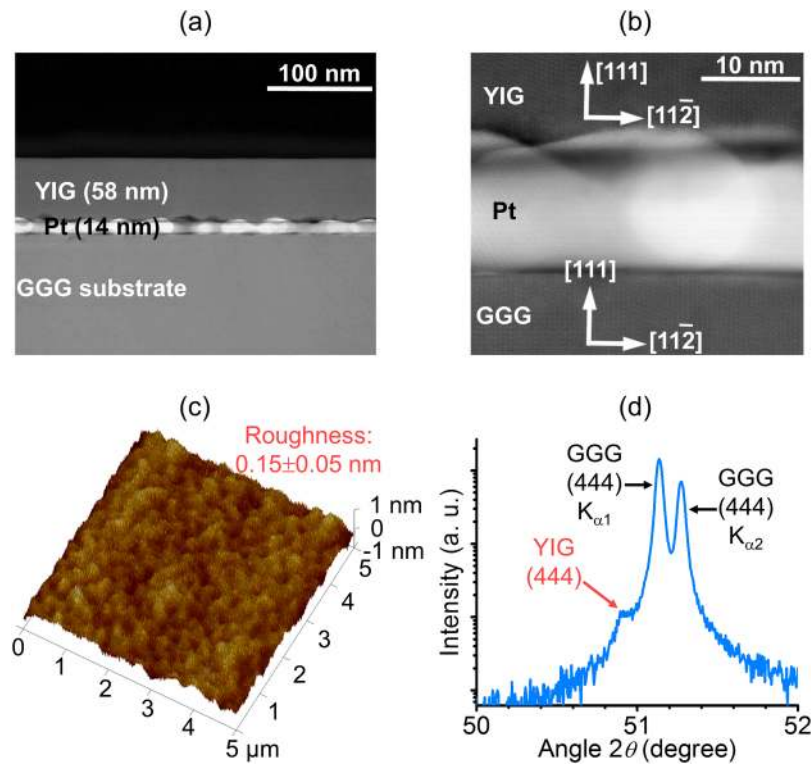 (a)
100 nm
YIG (58 nm)
Pt (14 nm)
GGG substrate
(b)
10 nm
[111]
YIG
[112̅]
Pt
[111]
GGG
[112̅]
(c)
Roughness:
0.15±0.05 nm
1 nm
0
-1 nm
5
4
3
2
1
0
1
2
3
4
5 µm
(d)
GGG
(444)
Kα1
GGG
(444)
Kα2
YIG
(444)
Intensity (a. u.)
50
51
52
Angle 2θ (degree)